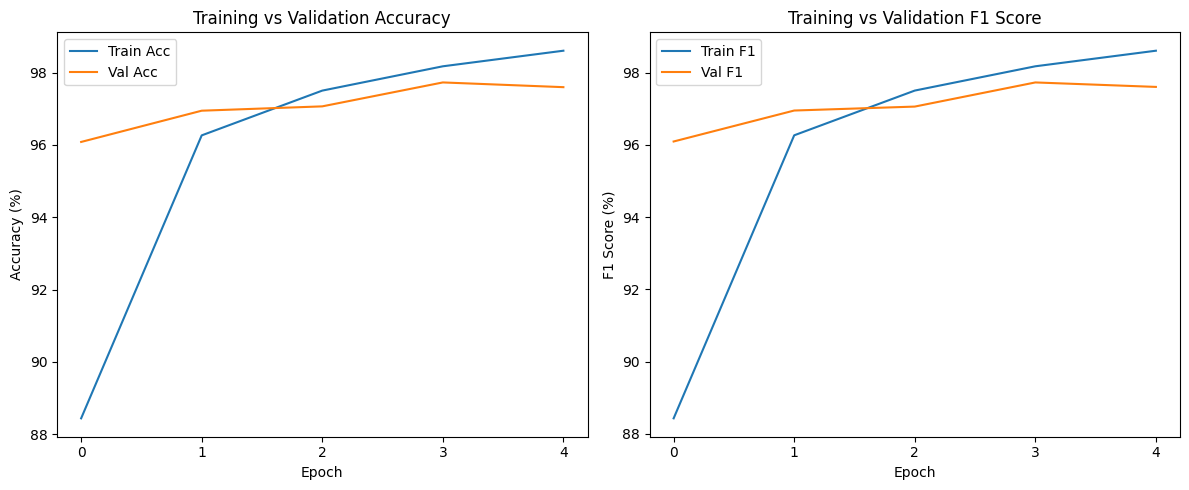 Training vs Validation Accuracy
Train Acc
Val Acc
98
96
94
92
90
88
Accuracy (%)
0 1 2 3 4
Epoch
Training vs Validation F1 Score
Train F1
Val F1
98
96
94
92
90
88
F1 Score (%)
0 1 2 3 4
Epoch